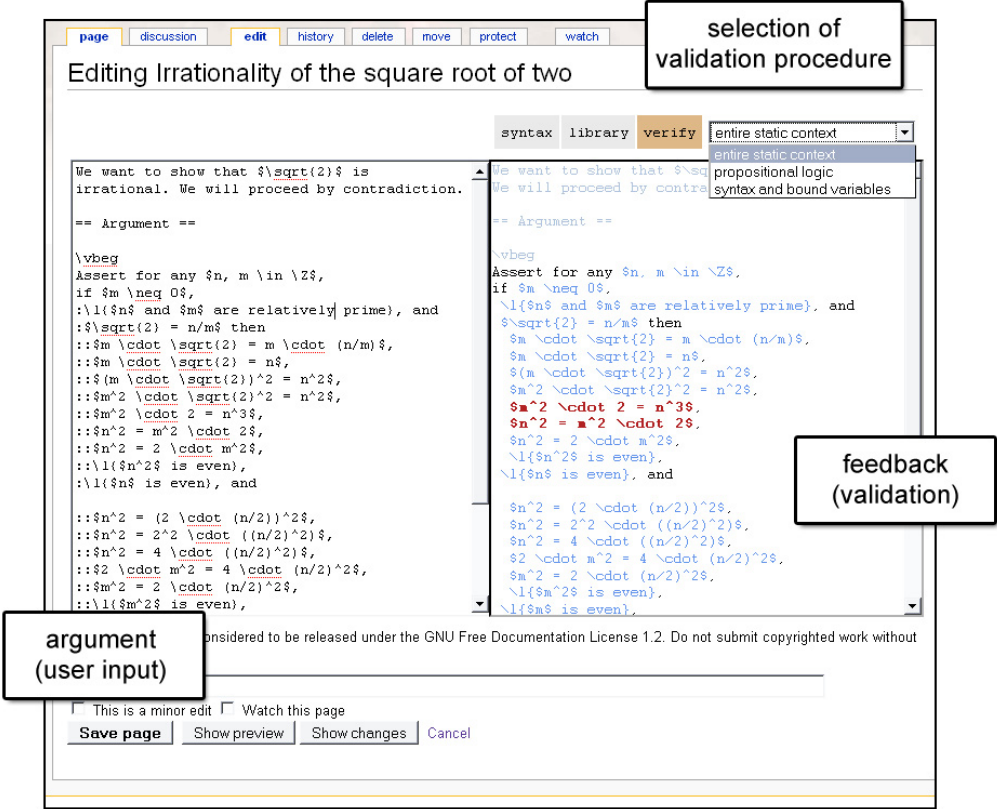 page discussion edit history delete move protect watch
selection of
validation procedure
Editing Irrationality of the square root of two
syntax library verify entire static context
entire static context
propositional logic
syntax and bound variables
We want to show that $\sqrt{2}$ is
irrational. We will proceed by contradiction.
== Argument ==
\vbeg
Assert for any $n, m \in \Z$,
if $m \neq 0$,
:\l{$n$ and $m$ are relatively prime}, and
:$\sqrt{2} = n/m$ then
::$m \cdot \sqrt{2} = m \cdot (n/m)$,
::$m \cdot \sqrt{2} = n$,
::$(m \cdot \sqrt{2})^2 = n^2$,
::$m^2 \cdot \sqrt{2}^2 = n^2$,
::$m^2 \cdot 2 = n^3$,
::$n^2 = m^2 \cdot 2$,
::$n^2 = 2 \cdot m^2$,
::\l{$n^2$ is even},
:\l{$n$ is even}, and
::$n^2 = (2 \cdot (n/2))^2$,
::$n^2 = 2^2 \cdot ((n/2)^2)$,
::$n^2 = 4 \cdot ((n/2)^2)$,
::$2 \cdot m^2 = 4 \cdot (n/2)^2$,
::$m^2 = 2 \cdot (n/2)^2$,
::\l{$m^2$ is even},
We want to show that $\sq
We will proceed by contra
== Argument ==
\vbeg
Assert for any $n, m \in \Z$,
if $m \neq 0$,
\l{$n$ and $m$ are relatively prime}, and
$\sqrt{2} = n/m$ then
$m \cdot \sqrt{2} = m \cdot (n/m)$,
$m \cdot \sqrt{2} = n$,
$(m \cdot \sqrt{2})^2 = n^2$,
$m^2 \cdot \sqrt{2}^2 = n^2$,
$m^2 \cdot 2 = n^3$,
$n^2 = m^2 \cdot 2$,
$n^2 = 2 \cdot m^2$,
\l{$n^2$ is even},
\l{$n$ is even}, and
$n^2 = (2 \cdot (n/2))^2$,
$n^2 = 2^2 \cdot ((n/2)^2)$,
$n^2 = 4 \cdot ((n/2)^2)$,
$2 \cdot m^2 = 4 \cdot (n/2)^2$,
$m^2 = 2 \cdot (n/2)^2$,
\l{$m^2$ is even},
\l{$m$ is even},
feedback
(validation)
argument
(user input)
onsidered to be released under the GNU Free Documentation License 1.2. Do not submit copyrighted work without
This is a minor edit Watch this page
Save page Show preview Show changes Cancel